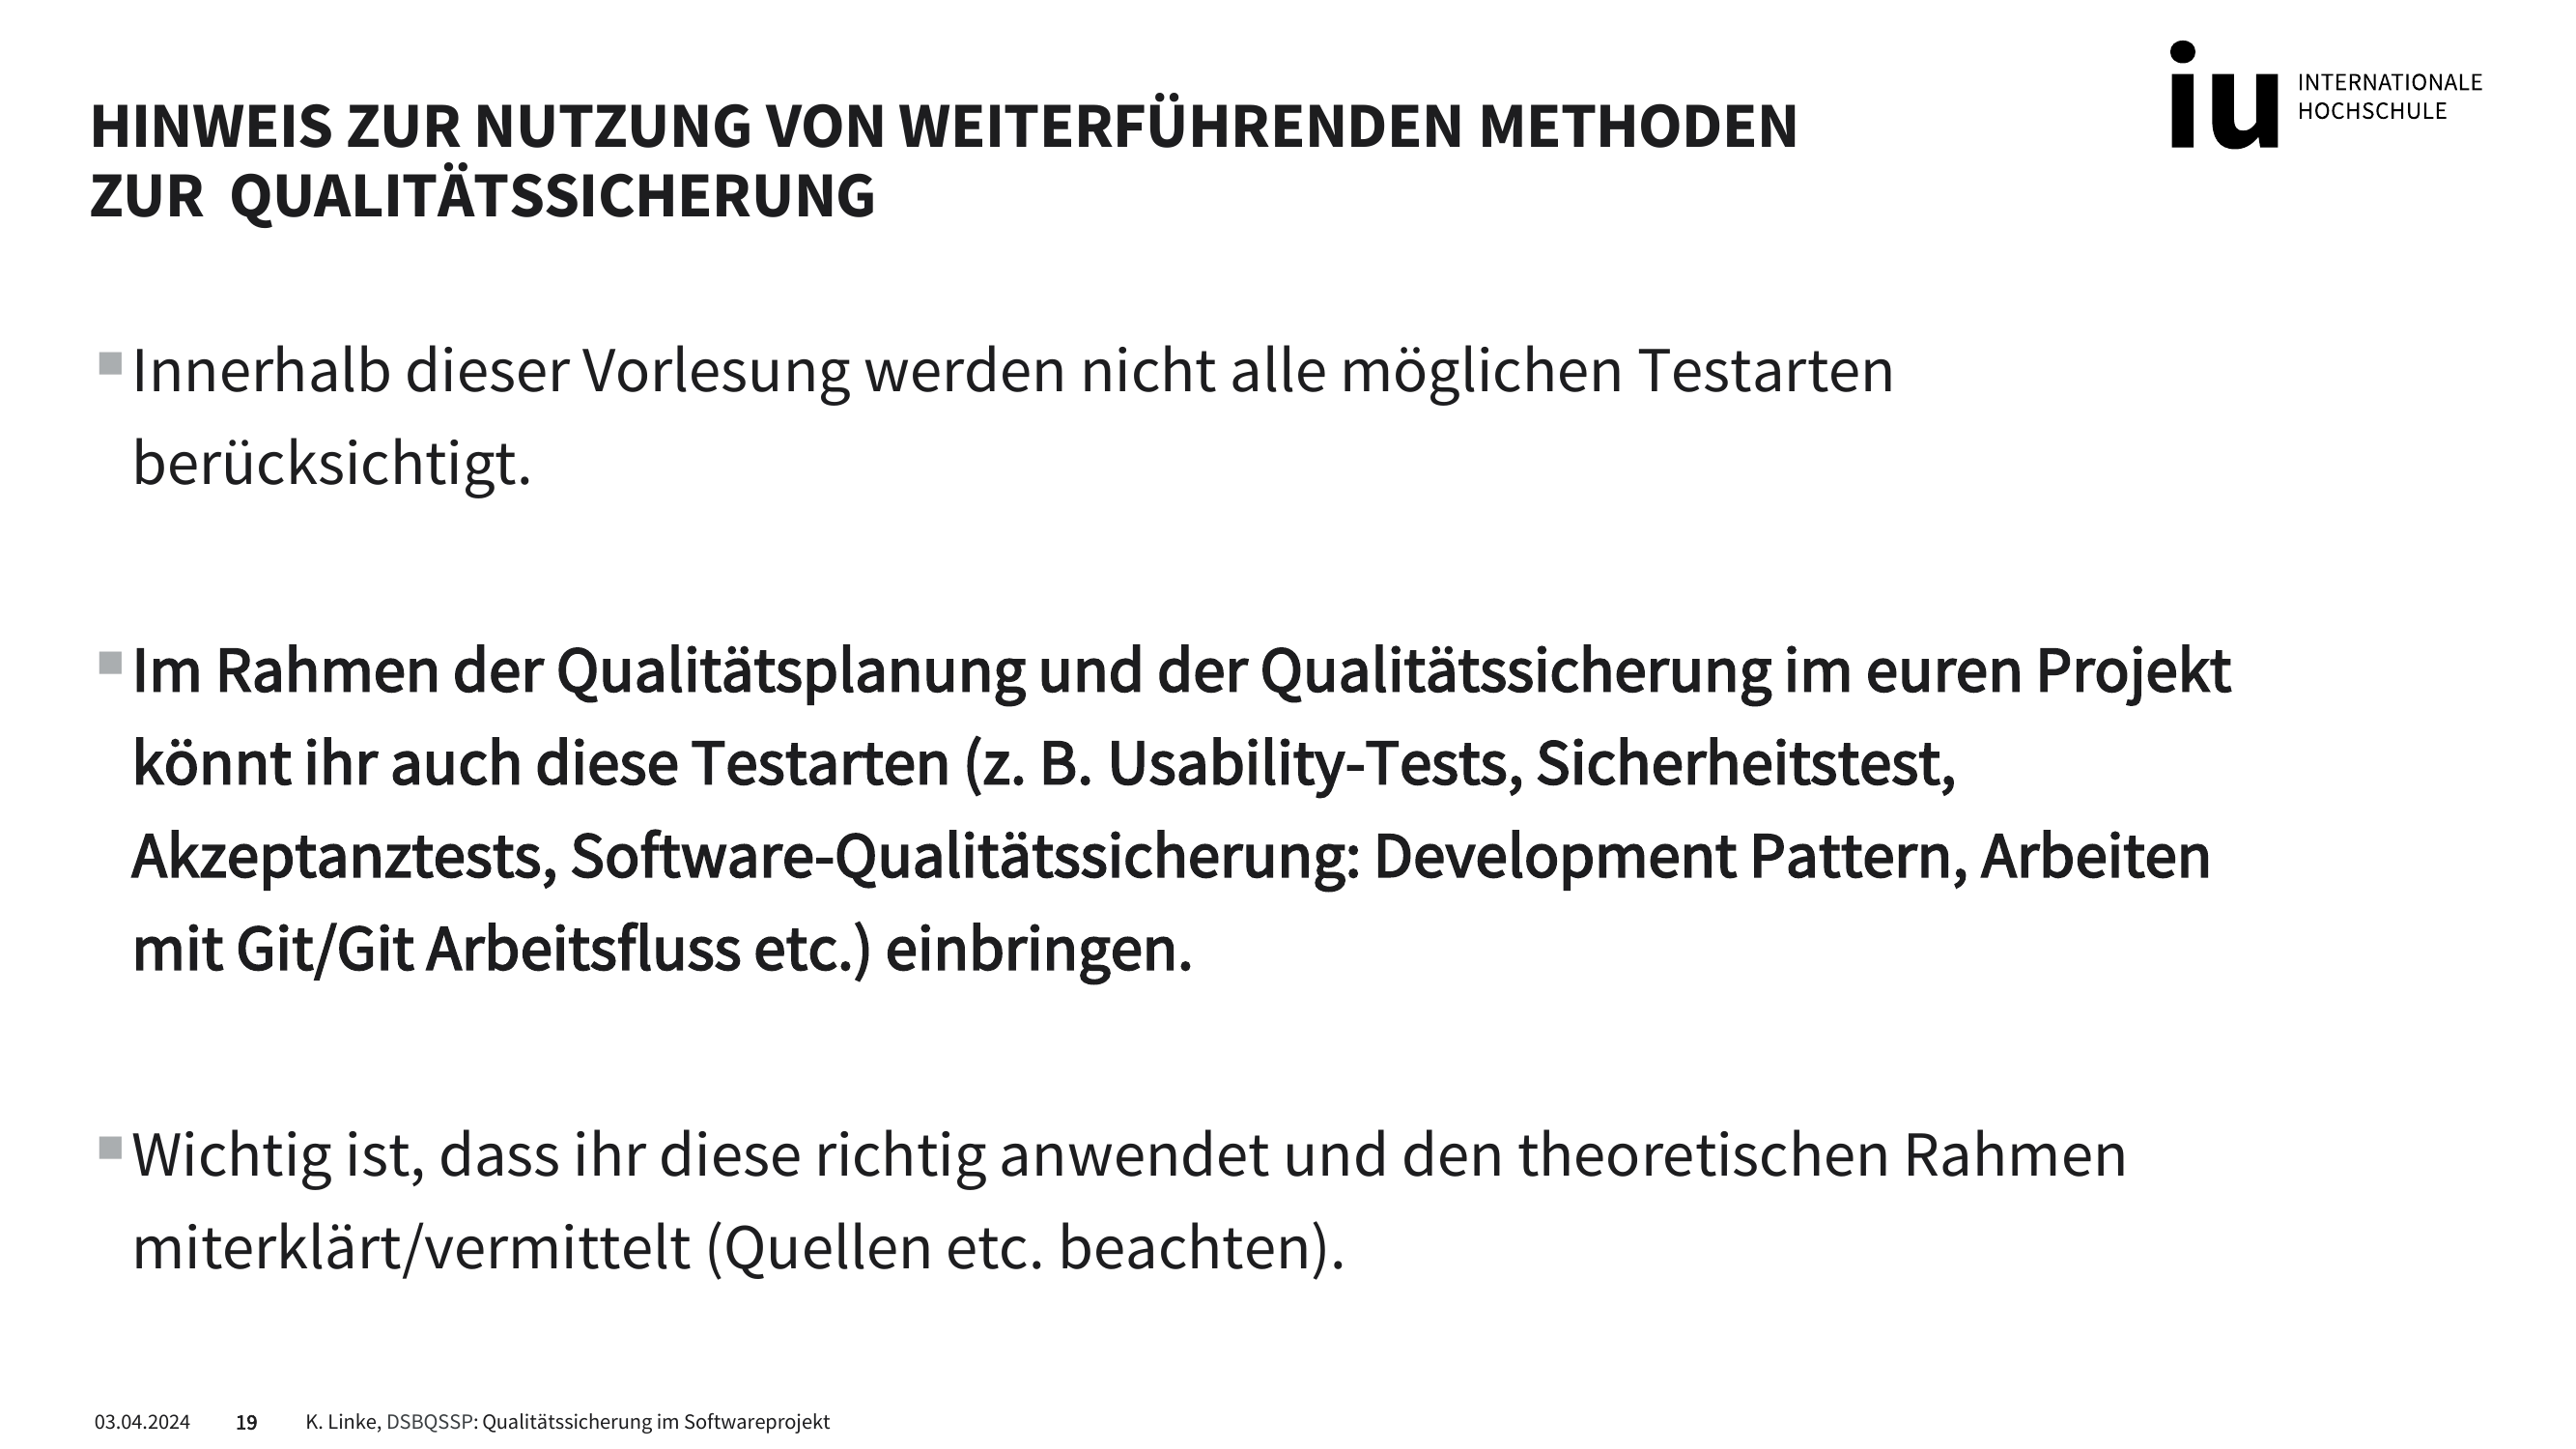 iu INTERNATIONALE
HOCHSCHULE
HINWEIS ZUR NUTZUNG VON WEITERFÜHRENDEN METHODEN
ZUR QUALITÄTSSICHERUNG
Innerhalb dieser Vorlesung werden nicht alle möglichen Testarten
berücksichtigt.
Im Rahmen der Qualitätsplanung und der Qualitätssicherung im euren Projekt
könnt ihr auch diese Testarten (z. B. Usability-Tests, Sicherheitstest,
Akzeptanztests, Software-Qualitätssicherung: Development Pattern, Arbeiten
mit Git/Git Arbeitsfluss etc.) einbringen.
Wichtig ist, dass ihr diese richtig anwendet und den theoretischen Rahmen
miterklärt/vermittelt (Quellen etc. beachten).
03.04.2024 19 K. Linke, DSBQSSP: Qualitätssicherung im Softwareprojekt